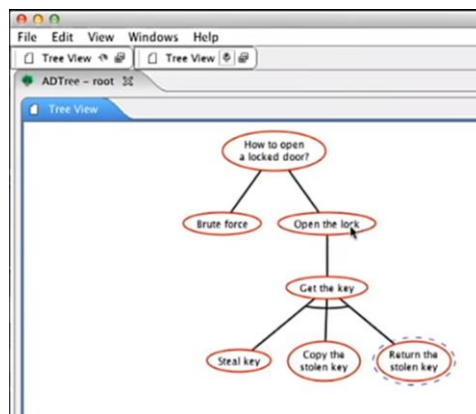 File Edit View Windows Help
Tree View Tree View
ADTree - root
Tree View
How to open
a locked door?
Brute force Open the lock
Get the key
Steal key
Copy the
stolen key
Return the
stolen key